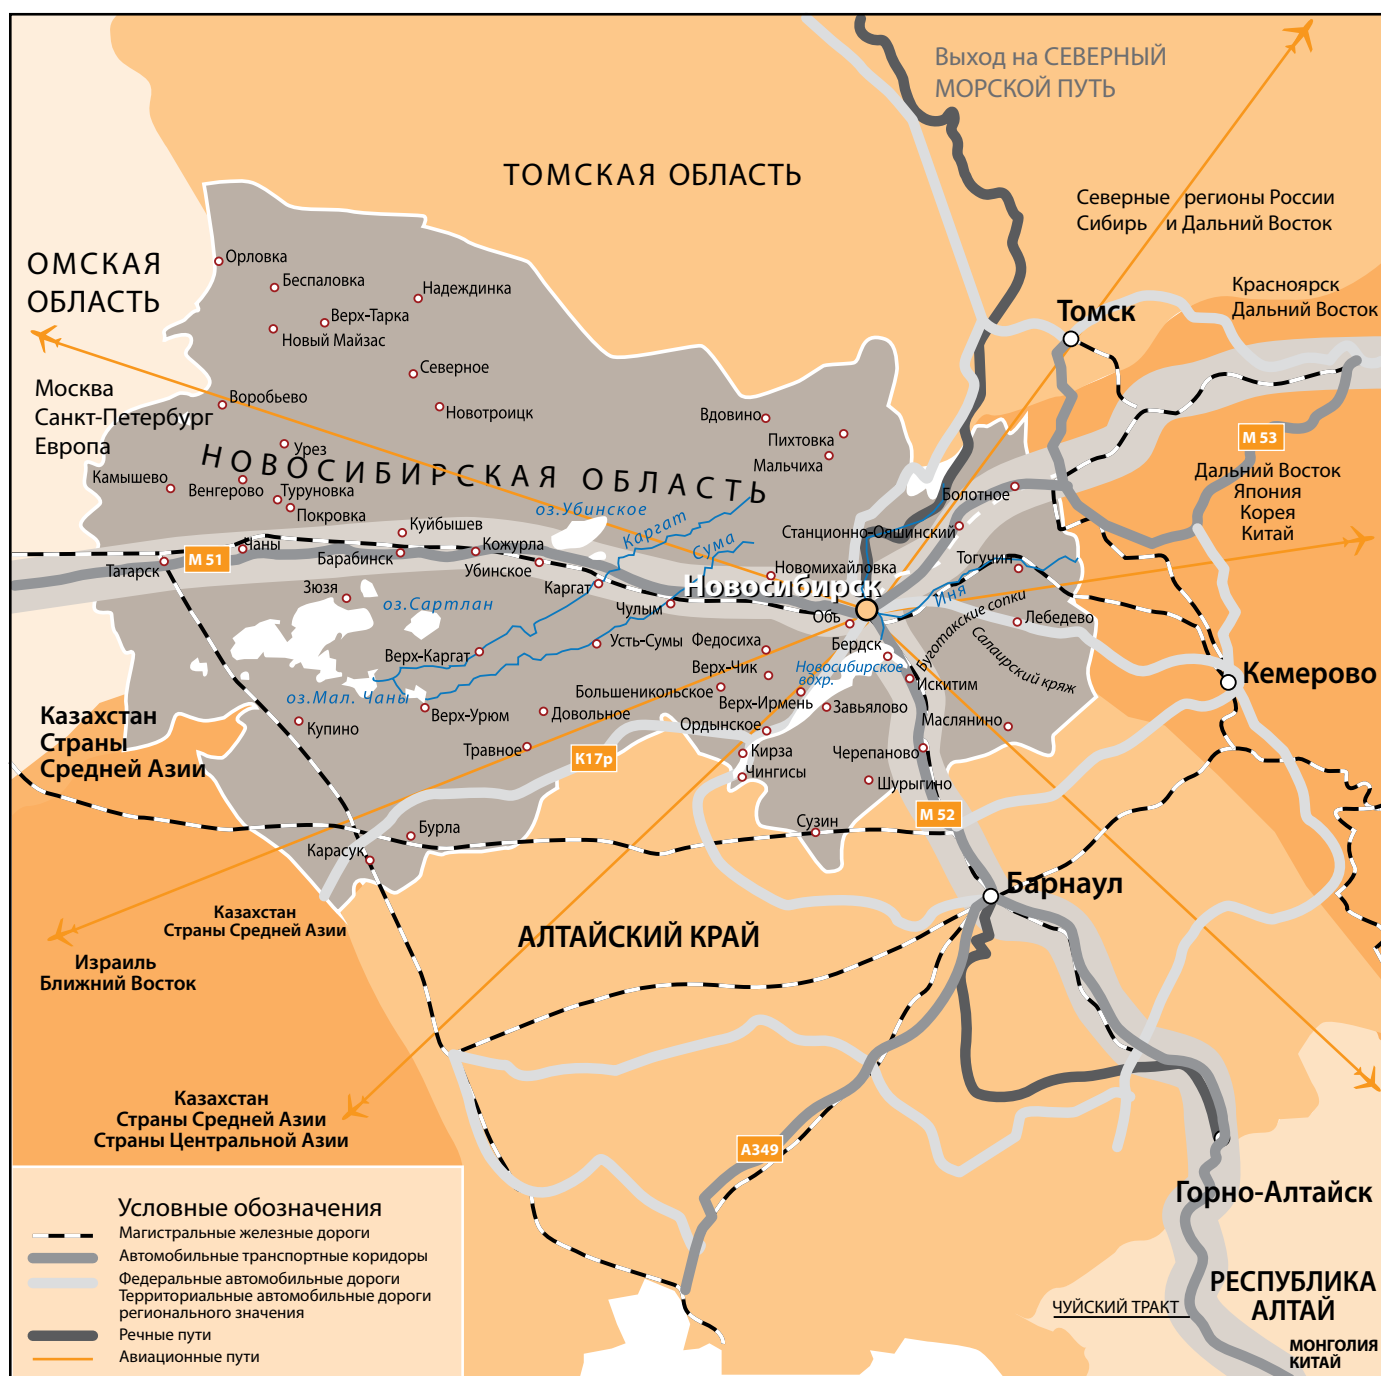 Выход на СЕВЕРНЫЙ
МОРСКОЙ ПУТЬ
ТОМСКАЯ ОБЛАСТЬ
Северные регионы России
Сибирь и Дальний Восток
ОМСКАЯ
ОБЛАСТЬ
Орловка
Беспаловка
Надеждинка
Верх-Тарка
Новый Майзас
Красноярск
Дальний Восток
Томск
Северное
Москва
Санкт-Петербург
Европа
Воробьево
Новотроицк
Вдовино
Пихтовка
Мальчиха
М 53
Урез
НОВОСИБИРСКАЯ ОБЛАСТЬ
Камышево
Венгерово
Туруновка
Покровка
Дальний Восток
Япония
Корея
Китай
Болотное
оз.Убинское
Каргат
Сума
Куйбышев
Станционно-Ояшинский
Чаны
М 51
Барабинск
Кожурла
Убинское
Татарск
Тогучин
Новомихайловка
Новосибирск
Иня
Каргат
Зюзя
оз.Сартлан
Чулым
Объ
Буготакские сопки
Лебедево
Усть-Сумы
Федосиха
Бердск
Салаирский кряж
Верх-Каргат
Верх-Чик
Новосибирское
вдхр.
Кемерово
Искитим
оз.Мал. Чаны
Большеникольское
Верх-Ирмень
Завьялово
Казахстан
Страны
Средней Азии
Купино
Верх-Урюм
Довольное
Ордынское
Маслянино
Травное
К17р
Кирза
Черепаново
Чингисы
Шурыгино
М 52
Сузин
Бурла
Карасук
Барнаул
Казахстан
Страны Средней Азии
АЛТАЙСКИЙ КРАЙ
Израиль
Ближний Восток
Казахстан
Страны Средней Азии
Страны Центральной Азии
А349
Горно-Алтайск
Условные обозначения
Магистральные железные дороги
Автомобильные транспортные коридоры
Федеральные автомобильные дороги
Территориальные автомобильные дороги
регионального значения
Речные пути
Авиационные пути
РЕСПУБЛИКА
АЛТАЙ
ЧУЙСКИЙ ТРАКТ
МОНГОЛИЯ
КИТАЙ